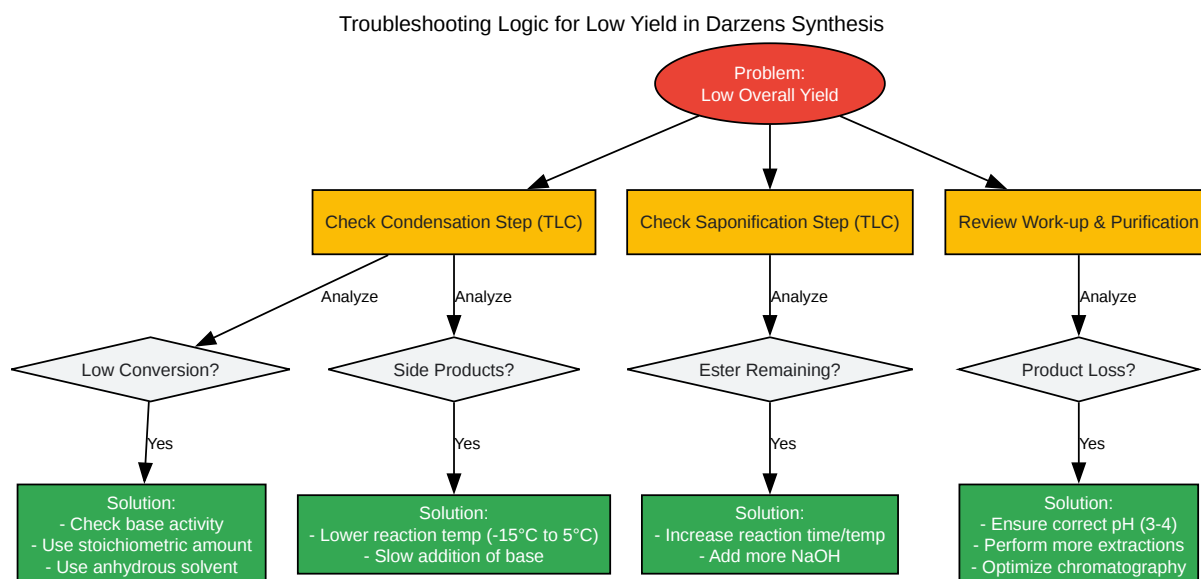 Troubleshooting Logic for Low Yield in Darzens Synthesis
Problem:
Low Overall Yield
Check Condensation Step (TLC)
Check Saponification Step (TLC)
Review Work-up & Purification
Analyze
Analyze
Analyze
Analyze
Low Conversion?
Side Products?
Ester Remaining?
Product Loss?
Yes
Yes
Yes
Yes
Solution:
- Check base activity
- Use stoichiometric amount
- Use anhydrous solvent
Solution:
- Lower reaction temp (-15°C to 5°C)
- Slow addition of base
Solution:
- Increase reaction time/temp
- Add more NaOH
Solution:
- Ensure correct pH (3-4)
- Perform more extractions
- Optimize chromatography